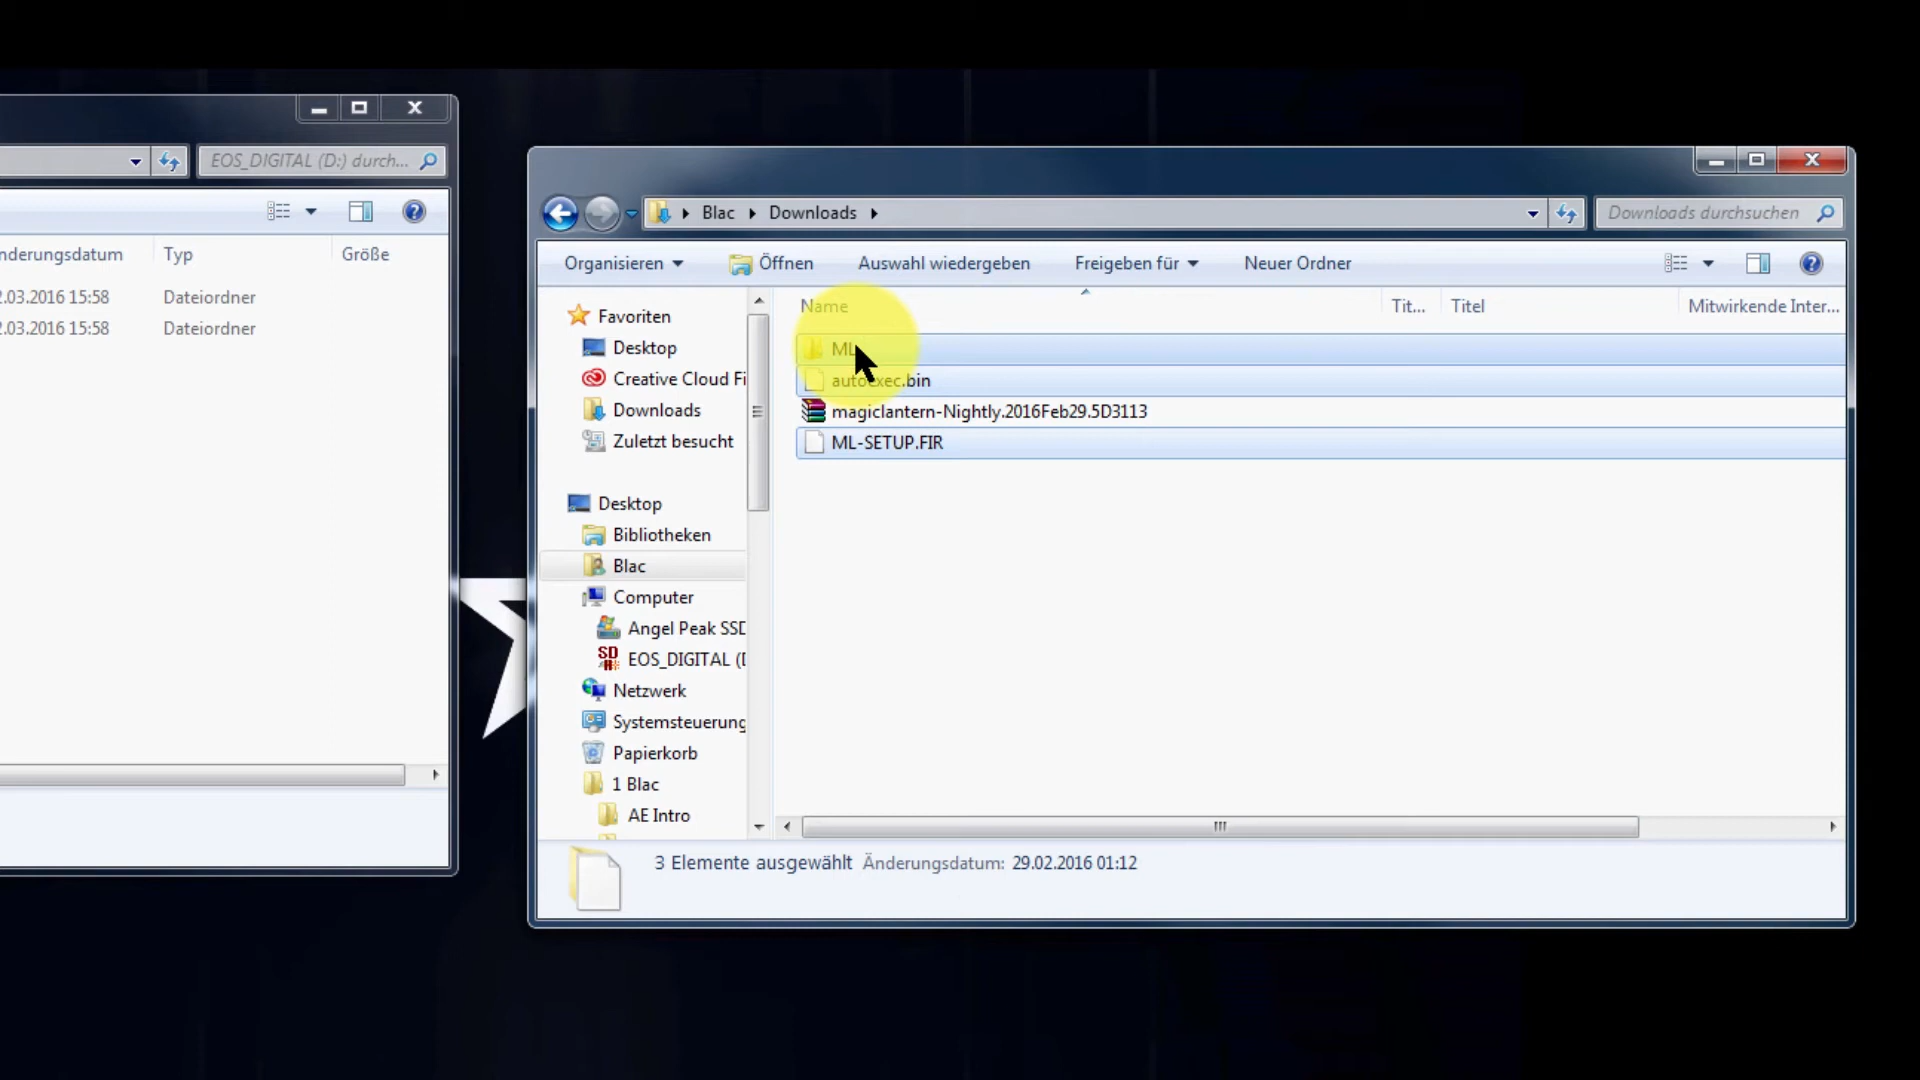 EOS_DIGITAL (D:) durch...
nderungsdatum Typ Größe
.03.2016 15:58 Dateiordner
.03.2016 15:58 Dateiordner
Blac Downloads
Downloads durchsuchen
Organisieren Öffnen Auswahl wiedergeben Freigeben für Neuer Ordner
Name Tit... Titel Mitwirkende Inter...
ML
autoexec.bin
magiclantern-Nightly.2016Feb29.5D3113
ML-SETUP.FIR
Favoriten
Desktop
Creative Cloud Fi
Downloads
Zuletzt besucht
Desktop
Bibliotheken
Blac
Computer
Angel Peak SSD
EOS_DIGITAL (
Netzwerk
Systemsteuerung
Papierkorb
1 Blac
AE Intro
3 Elemente ausgewählt Änderungsdatum: 29.02.2016 01:12